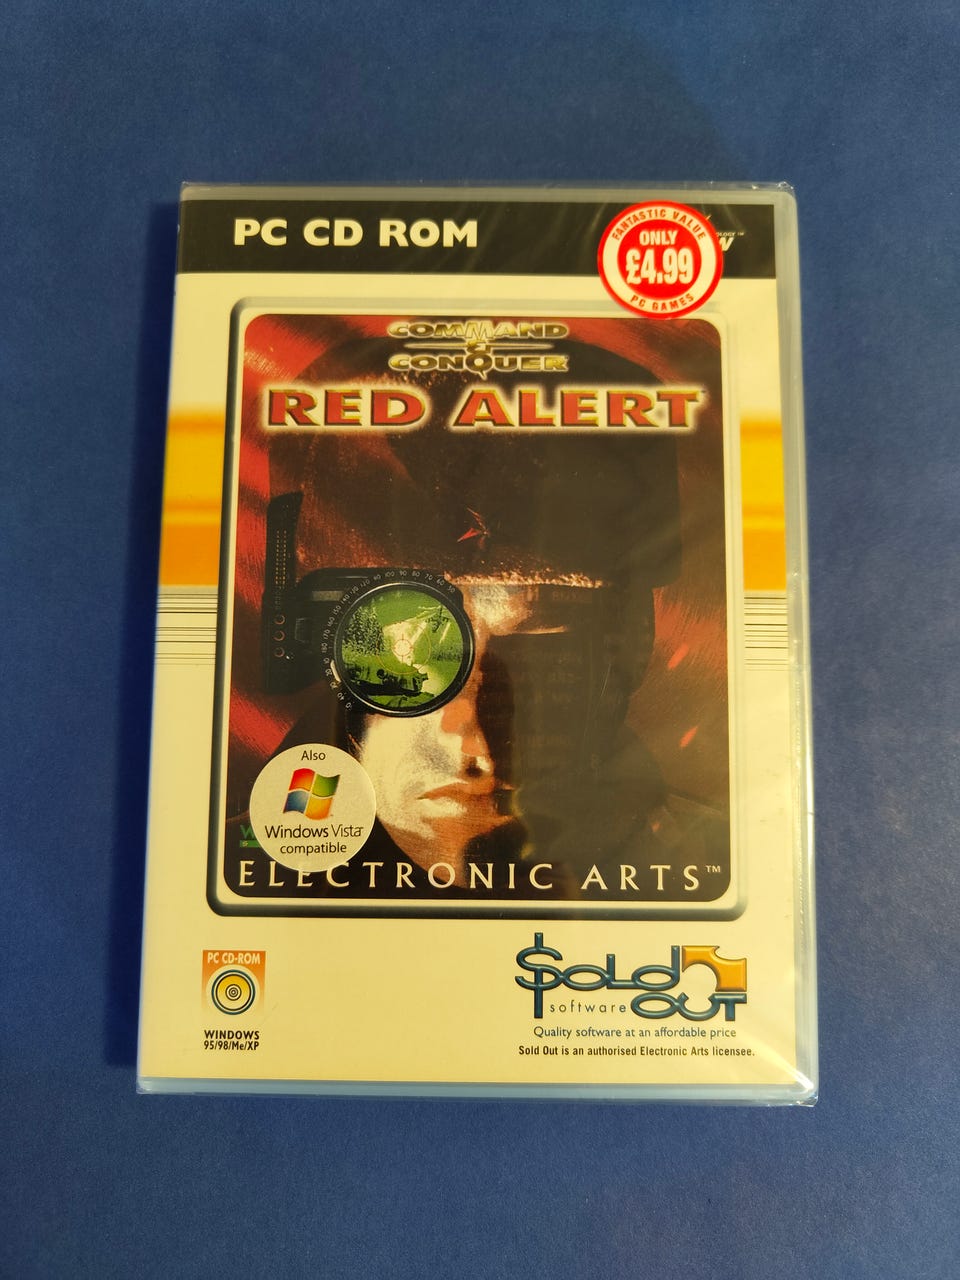 PC CD ROM
FANTASTIC VALUE
ONLY
£4.99
PC GAMES
COMMAND
&
CONQUER
RED ALERT
Also
Windows Vista
compatible
ELECTRONIC ARTS™
PC CD-ROM
WINDOWS
95/98/Me/XP
SOLD
software OUT
Quality software at an affordable price
Sold Out is an authorised Electronic Arts licensee.